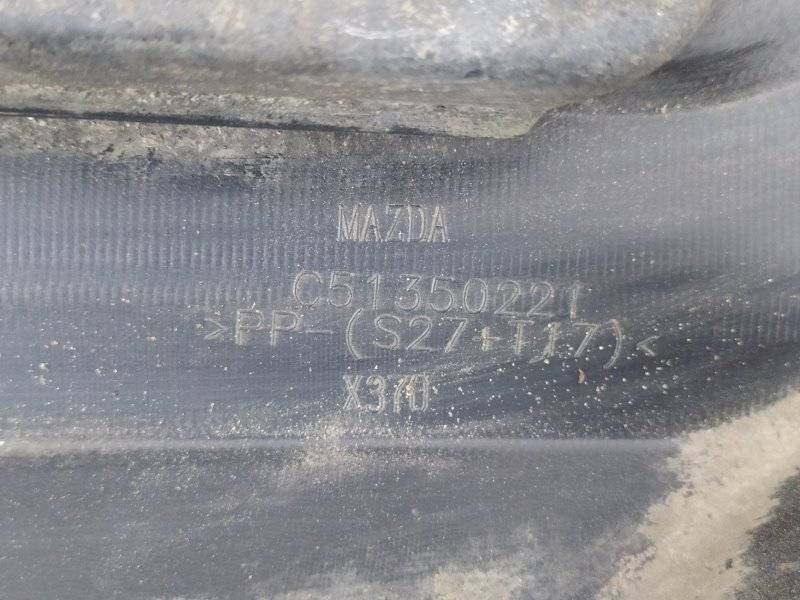 MAZDA
C51350221
>PP-(S27+T17)<
X370